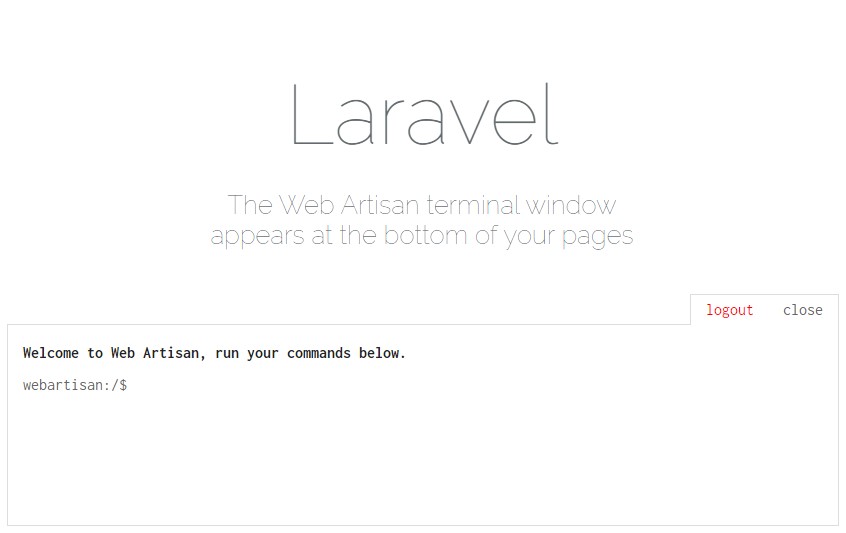 Laravel
The Web Artisan terminal window
appears at the bottom of your pages
logout close
Welcome to Web Artisan, run your commands below.
webartisan:/$